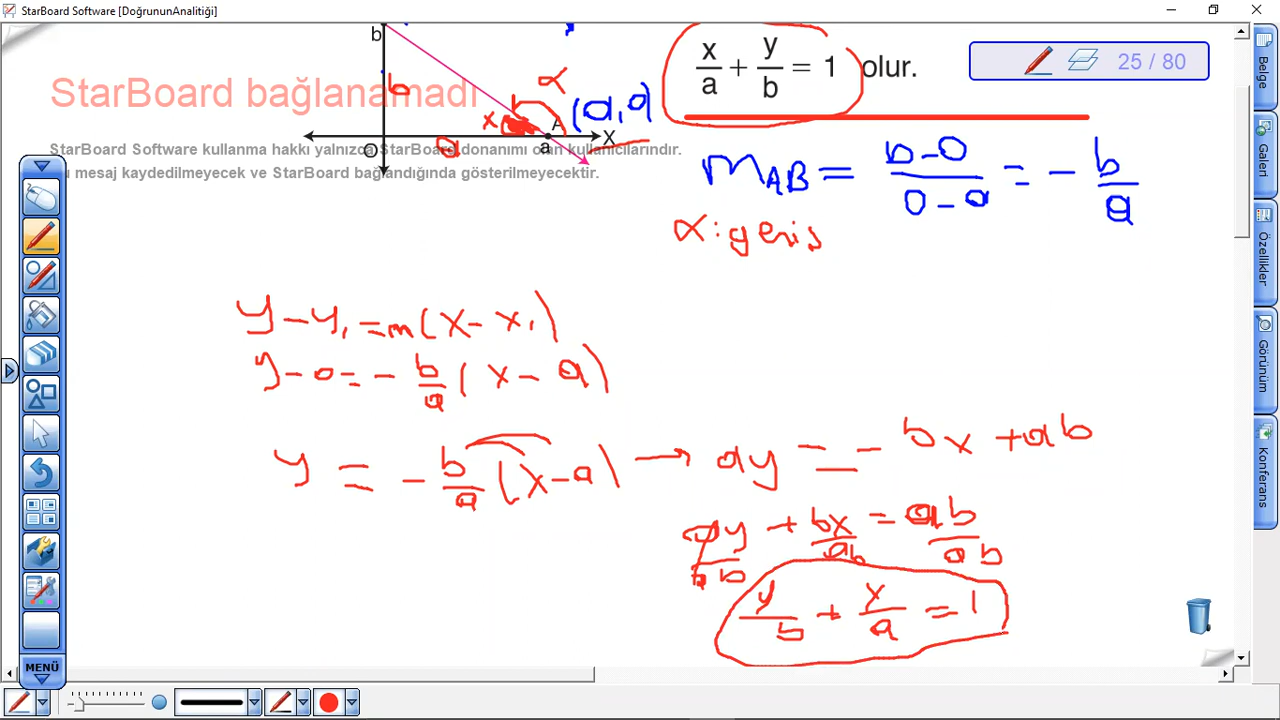 StarBoard Software [DoğrununAnalitiği]
b
StarBoard bağlanamadı
b
α
(a,0)
x
A
X
O
a
a
x/a + y/b = 1 olur.
25 / 80
StarBoard Software kullanım hakkı yalnızca StarBoard donanımı olan kullanıcılarındır.
mesaj kaydedilmeyecek ve StarBoard bağlandığında gösterilmeyecektir.
m_AB = (b-0)/(0-a) = -b/a
α: geniş
y-y₁ = m(x-x₁)
y-0 = -b/a (x-a)
y = -b/a (x-a) → ay = -bx + ab
ay/ab + bx/ab = ab/ab
y/b + x/a = 1
Belge
Galeri
Özellikler
Görünüm
Konferans
MENÜ